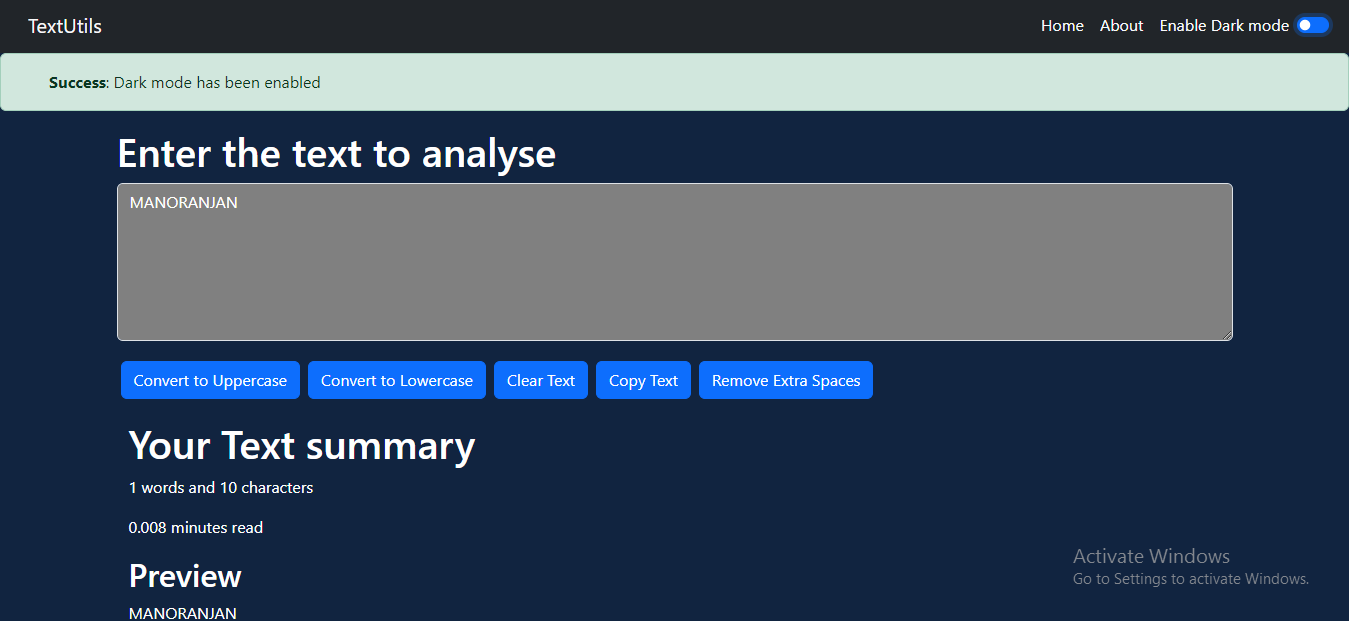 TextUtils
Home About Enable Dark mode
Success: Dark mode has been enabled
Enter the text to analyse
MANORANJAN
Convert to Uppercase Convert to Lowercase Clear Text Copy Text Remove Extra Spaces
Your Text summary
1 words and 10 characters
0.008 minutes read
Preview
MANORANJAN
Activate Windows
Go to Settings to activate Windows.